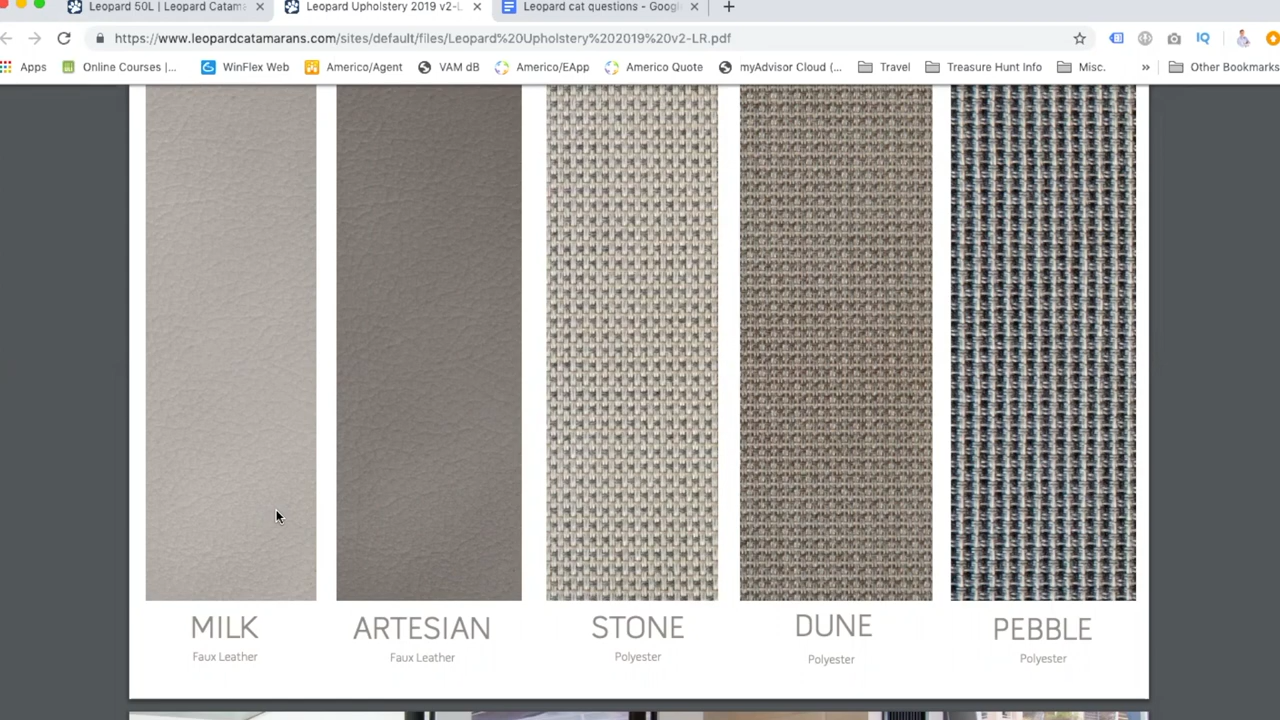 Leopard 50L | Leopard Catama
Leopard Upholstery 2019 v2-L
Leopard cat questions - Googl
https://www.leopardcatamarans.com/sites/default/files/Leopard%20Upholstery%202019%20v2-LR.pdf
Apps
Online Courses |...
WinFlex Web
Americo/Agent
VAM dB
Americo/EApp
Americo Quote
myAdvisor Cloud (...
Travel
Treasure Hunt Info
Misc.
»
Other Bookmarks
IQ
MILK
Faux Leather
ARTESIAN
Faux Leather
STONE
Polyester
DUNE
Polyester
PEBBLE
Polyester